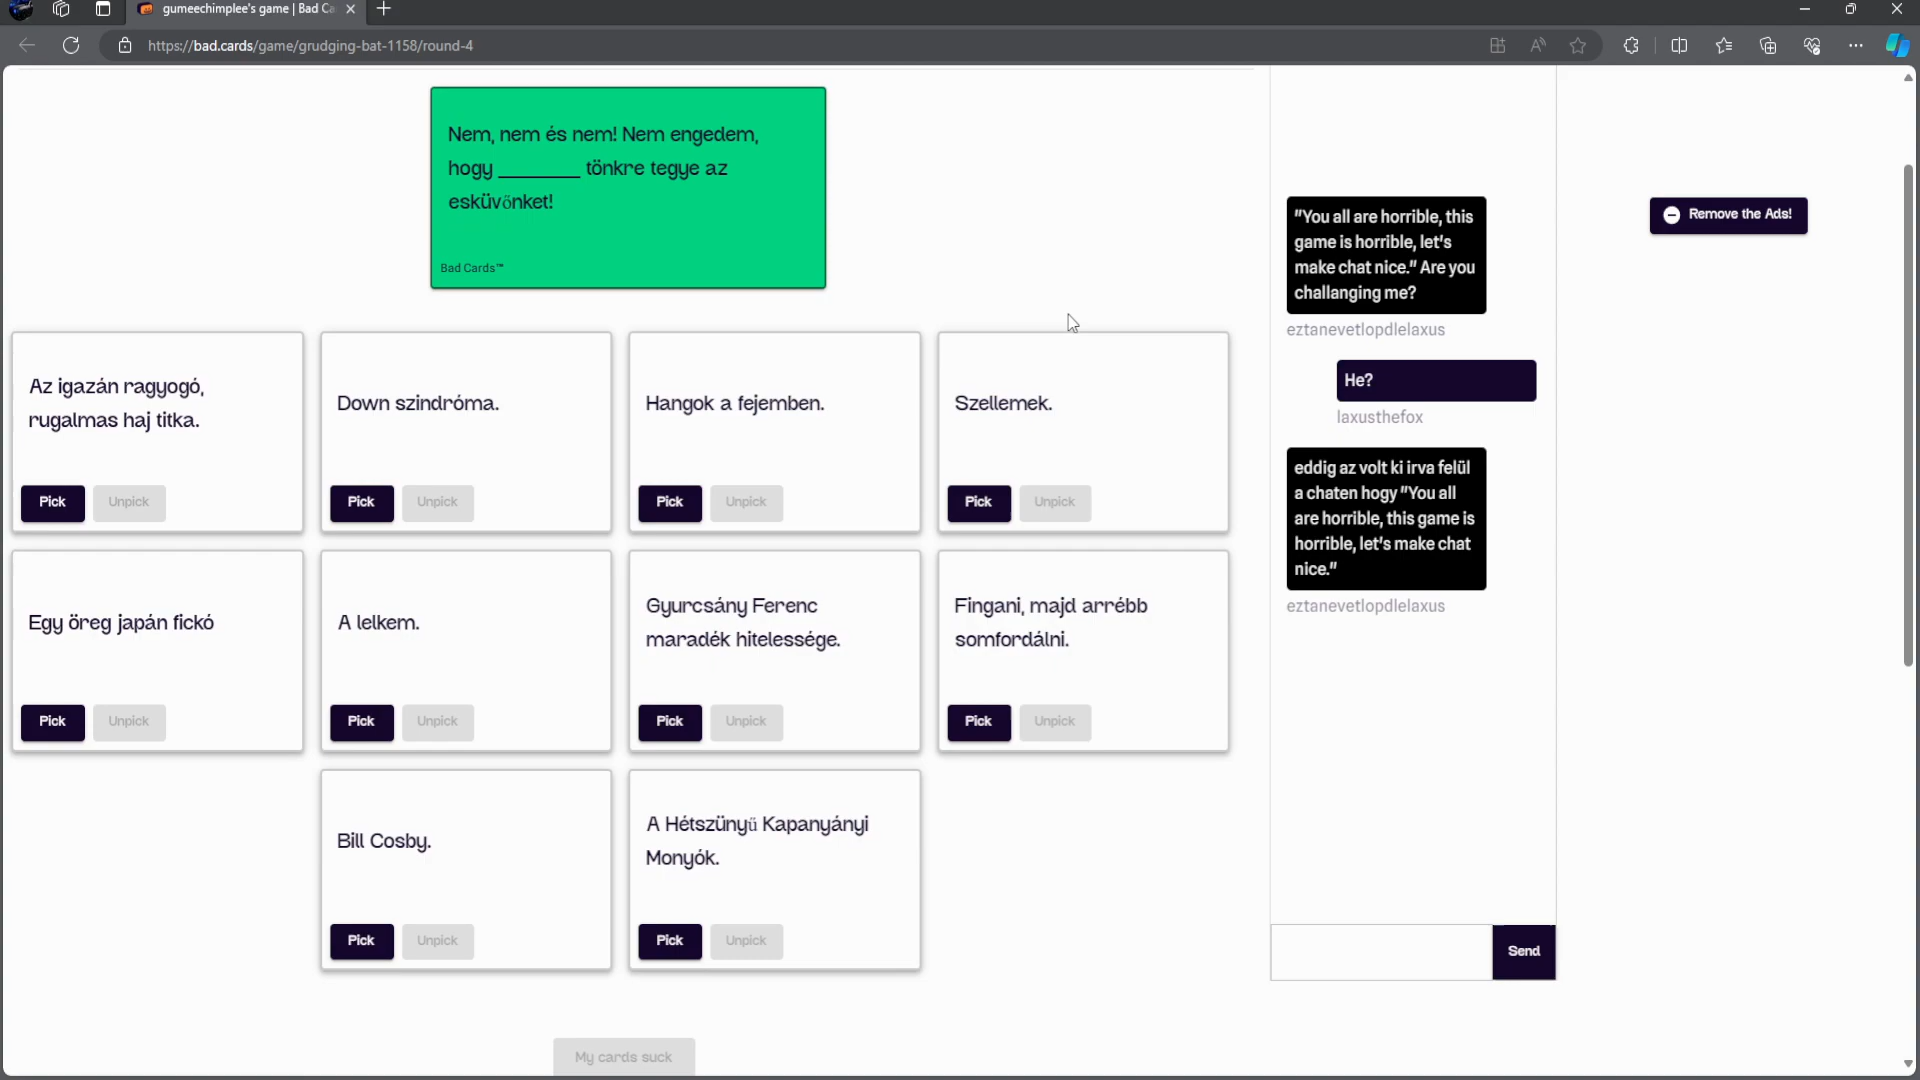 gumeechimplee's game | Bad Ca
https://bad.cards/game/grudging-bat-1158/round-4
Nem, nem és nem! Nem engedem,
hogy ________ tönkre tegye az
esküvőnket!
Bad Cards™
Az igazán ragyogó,
rugalmas haj titka.
Pick
Unpick
Down szindróma.
Pick
Unpick
Hangok a fejemben.
Pick
Unpick
Szellemek.
Pick
Unpick
Egy öreg japán fickó
Pick
Unpick
A lelkem.
Pick
Unpick
Gyurcsány Ferenc
maradék hitelessége.
Pick
Unpick
Fingani, majd arrébb
somfordálni.
Pick
Unpick
Bill Cosby.
Pick
Unpick
A Hétszünyű Kapanyányi
Monyók.
Pick
Unpick
My cards suck
"You all are horrible, this
game is horrible, let's
make chat nice." Are you
challanging me?
eztanevetlopdlelaxus
He?
laxusthefox
eddig az volt ki irva felül
a chaten hogy "You all
are horrible, this game is
horrible, let's make chat
nice."
eztanevetlopdlelaxus
Send
Remove the Ads!